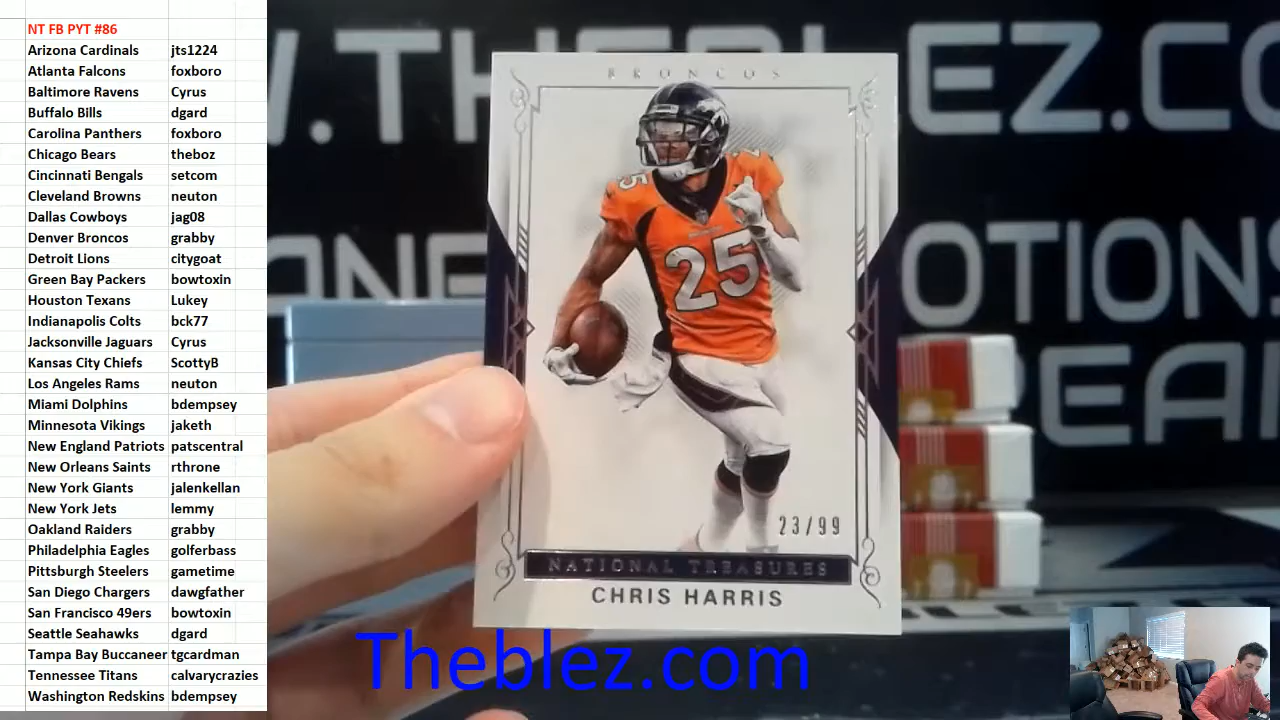 NT FB PYT #86
Arizona Cardinals jts1224
Atlanta Falcons foxboro
Baltimore Ravens Cyrus
Buffalo Bills dgard
Carolina Panthers foxboro
Chicago Bears theboz
Cincinnati Bengals setcom
Cleveland Browns neuton
Dallas Cowboys jag08
Denver Broncos grabby
Detroit Lions citygoat
Green Bay Packers bowtoxin
Houston Texans Lukey
Indianapolis Colts bck77
Jacksonville Jaguars Cyrus
Kansas City Chiefs ScottyB
Los Angeles Rams neuton
Miami Dolphins bdempsey
Minnesota Vikings jaketh
New England Patriots patscentral
New Orleans Saints rthrone
New York Giants jalenkellan
New York Jets lemmy
Oakland Raiders grabby
Philadelphia Eagles golferbass
Pittsburgh Steelers gametime
San Diego Chargers dawgfather
San Francisco 49ers bowtoxin
Seattle Seahawks dgard
Tampa Bay Buccaneer tgcardman
Tennessee Titans calvarycrazies
Washington Redskins bdempsey
BRONCOS
25
25
23/99
NATIONAL TREASURES
CHRIS HARRIS
Theblez.com